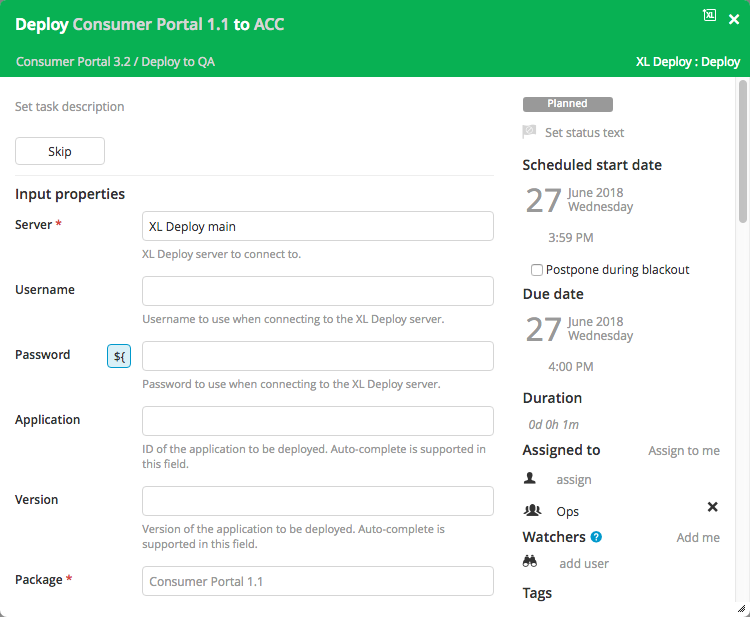 Deploy Consumer Portal 1.1 to ACC
XL
Consumer Portal 3.2 / Deploy to QA
XL Deploy : Deploy
Set task description
Skip
Input properties
Server *
XL Deploy main
XL Deploy server to connect to.
Username
Username to use when connecting to the XL Deploy server.
Password
${
Password to use when connecting to the XL Deploy server.
Application
ID of the application to be deployed. Auto-complete is supported in
this field.
Version
Version of the application to be deployed. Auto-complete is
supported in this field.
Package *
Consumer Portal 1.1
Planned
Set status text
Scheduled start date
27 June 2018
Wednesday
3:59 PM
Postpone during blackout
Due date
27 June 2018
Wednesday
4:00 PM
Duration
0d 0h 1m
Assigned to
Assign to me
assign
Ops
Watchers ?
Add me
add user
Tags